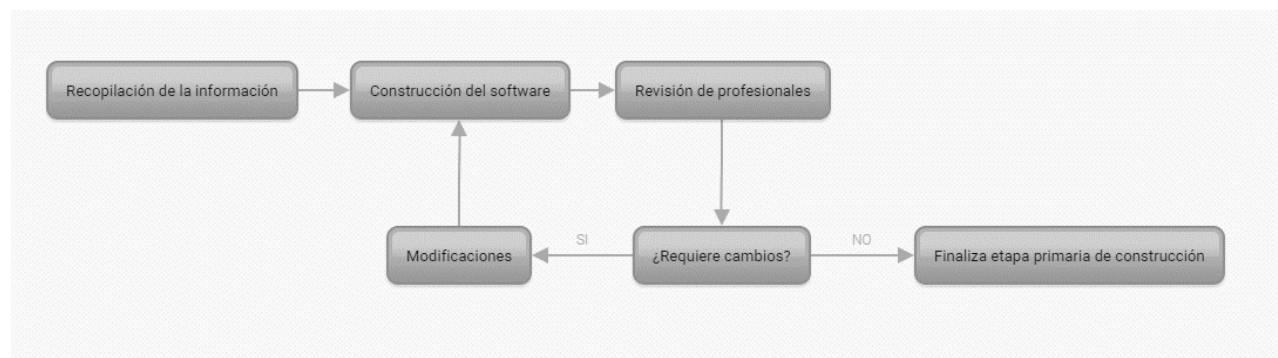 Recopilación de la información
Construcción del software
Revisión de profesionales
Modificaciones
SI
¿Requiere cambios?
NO
Finaliza etapa primaria de construcción